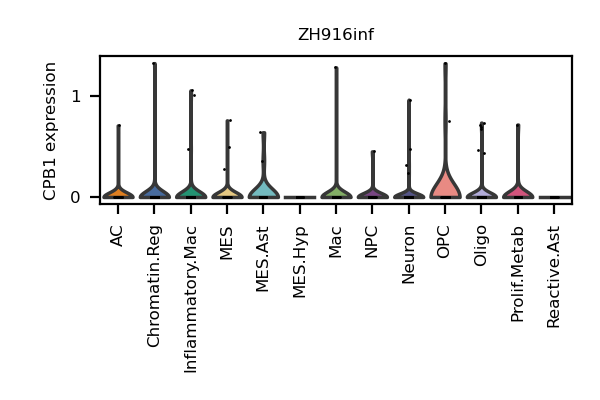 ZH916inf
CPB1 expression
1
0
AC
Chromatin.Reg
Inflammatory.Mac
MES
MES.Ast
MES.Hyp
Mac
NPC
Neuron
OPC
Oligo
Prolif.Metab
Reactive.Ast